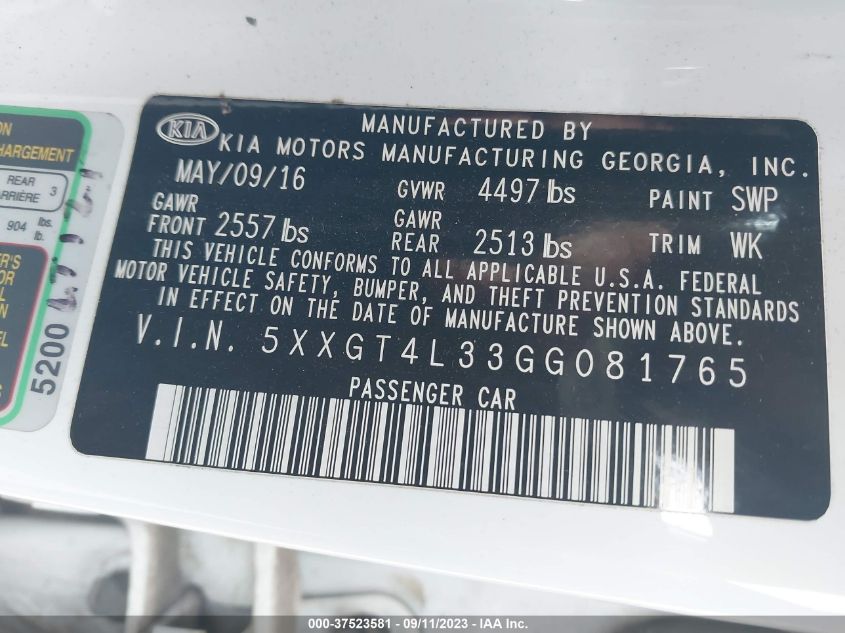 KIA
MANUFACTURED BY
KIA MOTORS MANUFACTURING GEORGIA, INC.
MAY/09/16 GVWR 4497 lbs PAINT SWP
GAWR FRONT 2557 lbs GAWR REAR 2513 lbs TRIM WK
THIS VEHICLE CONFORMS TO ALL APPLICABLE U.S.A. FEDERAL
MOTOR VEHICLE SAFETY, BUMPER, AND THEFT PREVENTION STANDARDS
IN EFFECT ON THE DATE OF MANUFACTURE SHOWN ABOVE.
V.I.N. 5XXGT4L33GG081765
PASSENGER CAR
REAR 3
904 lbs.
lb.
5200
000-37523581 - 09/11/2023 - IAA Inc.